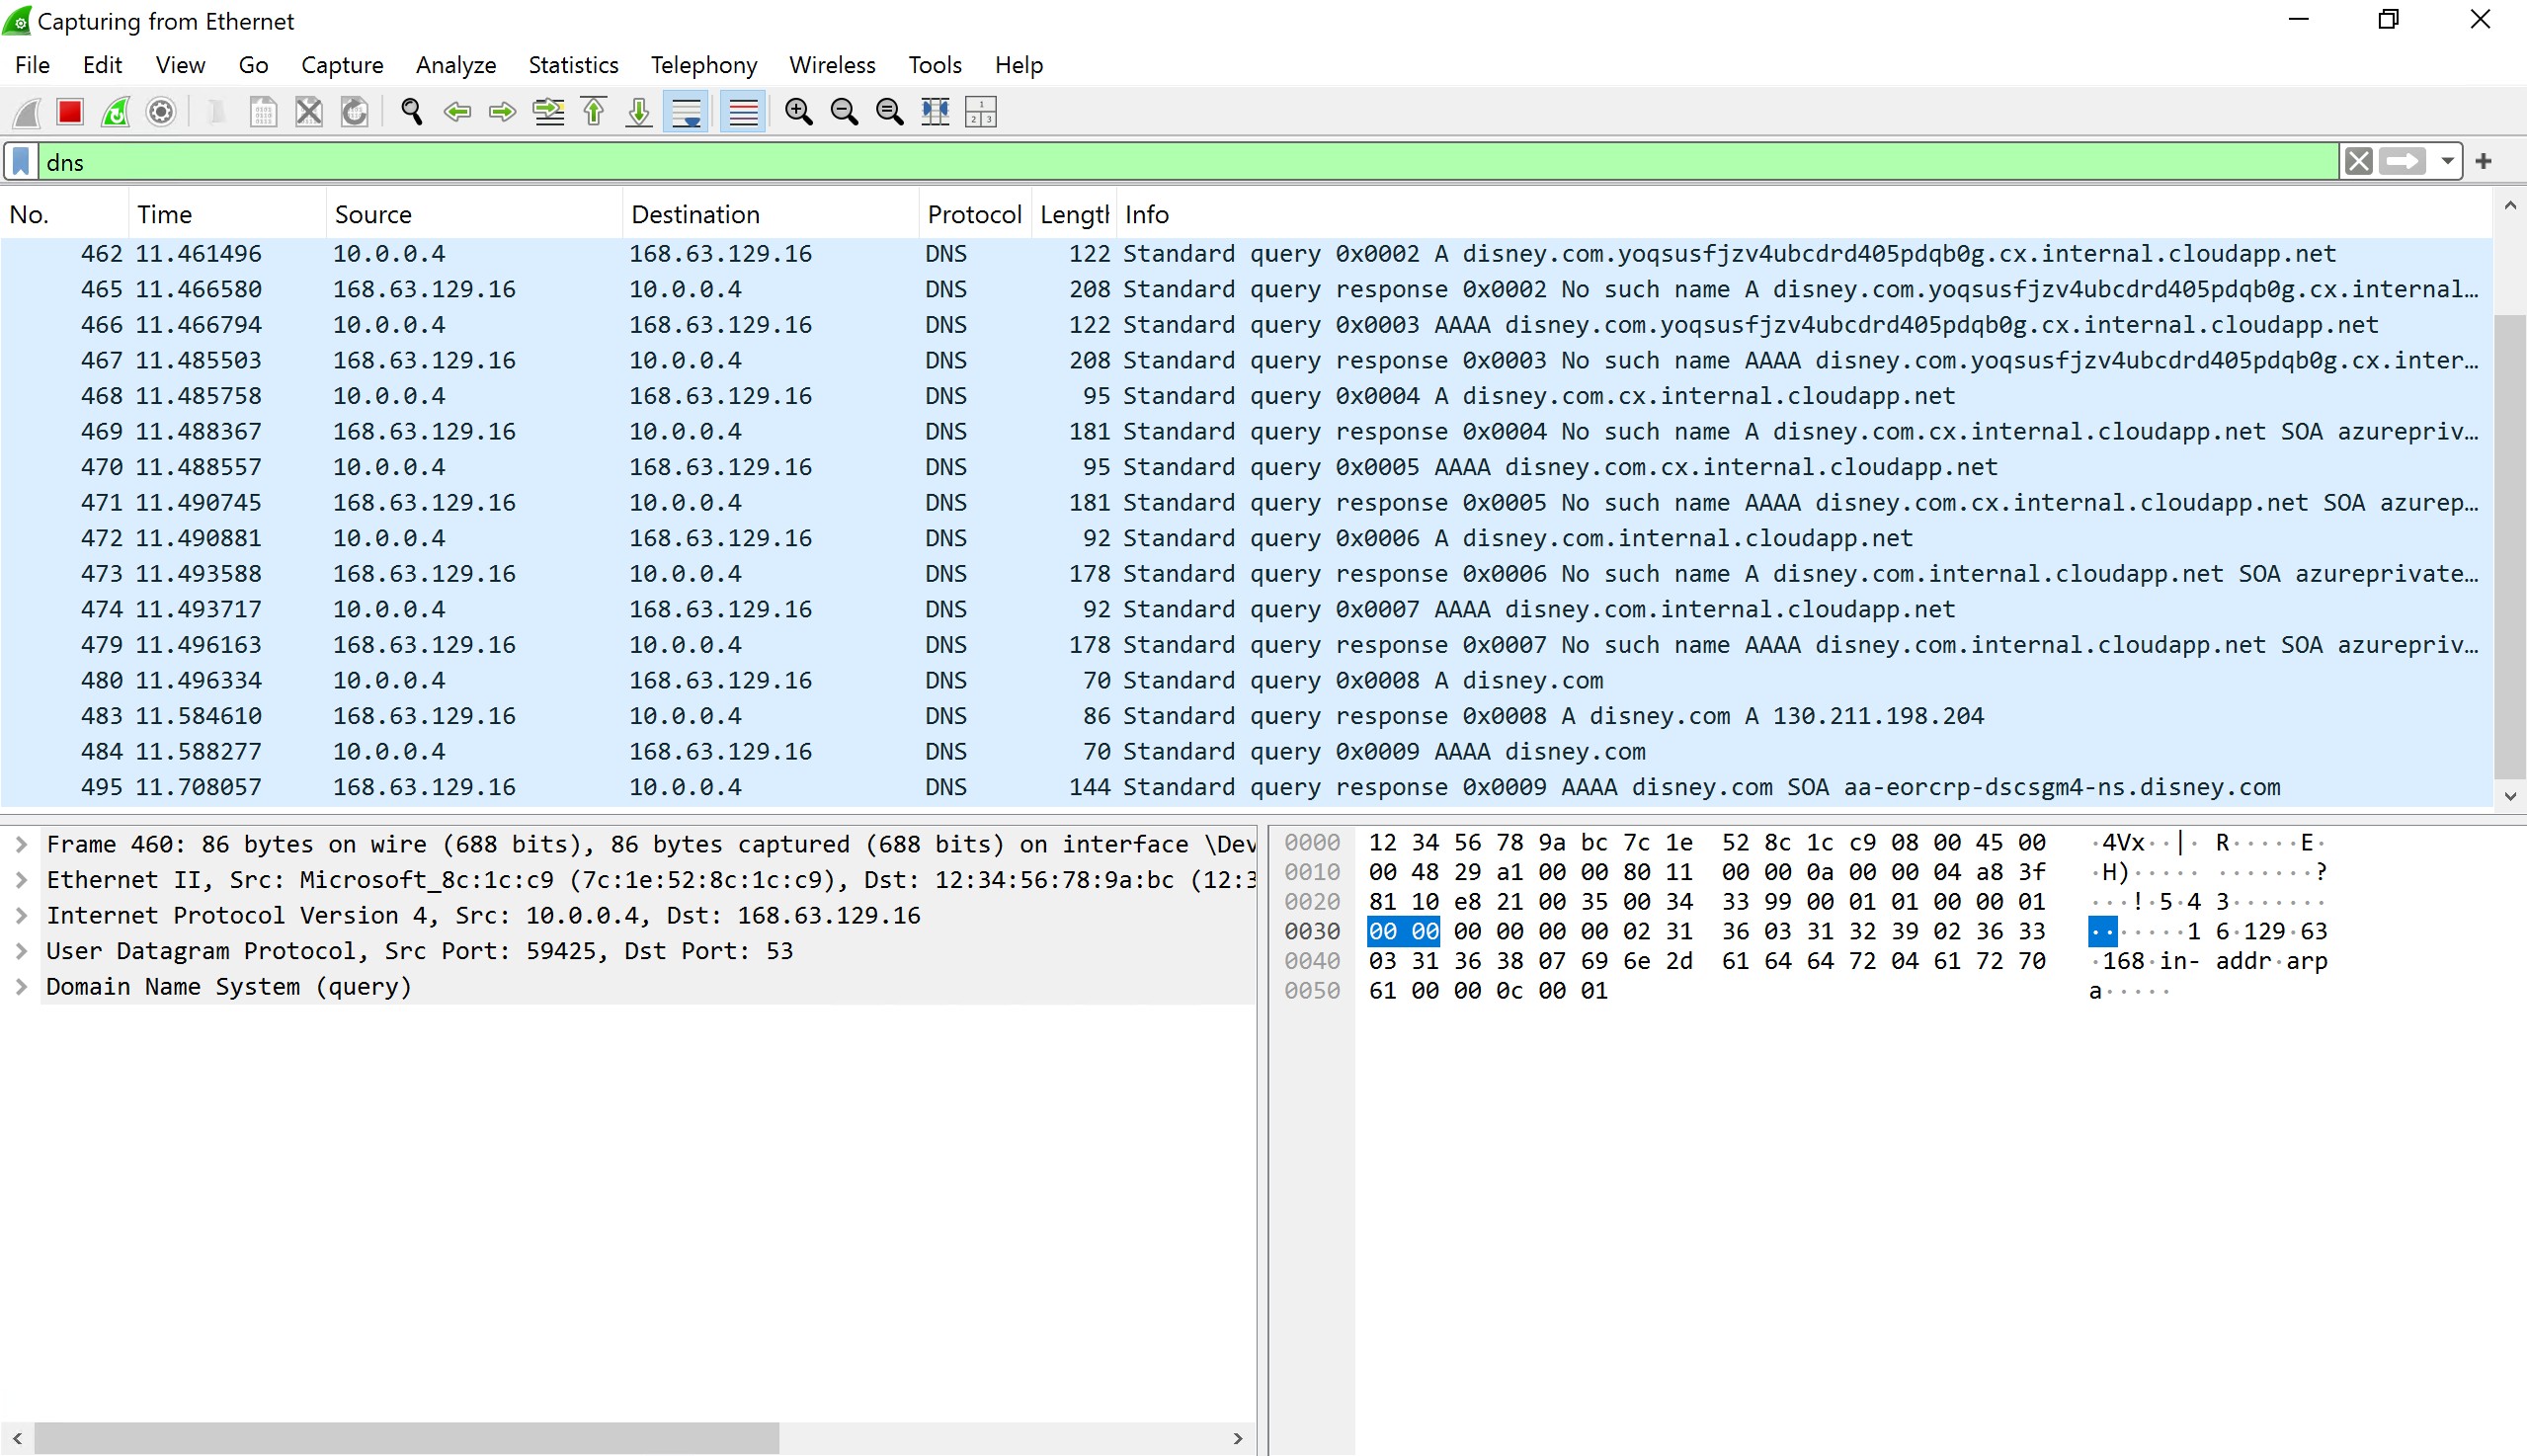 Capturing from Ethernet
File Edit View Go Capture Analyze Statistics Telephony Wireless Tools Help
dns
No. Time Source Destination Protocol Length Info
462 11.461496 10.0.0.4 168.63.129.16 DNS 122 Standard query 0x0002 A disney.com.yoqsusfjzv4ubcdrd405pdqb0g.cx.internal.cloudapp.net
465 11.466580 168.63.129.16 10.0.0.4 DNS 208 Standard query response 0x0002 No such name A disney.com.yoqsusfjzv4ubcdrd405pdqb0g.cx.internal…
466 11.466794 10.0.0.4 168.63.129.16 DNS 122 Standard query 0x0003 AAAA disney.com.yoqsusfjzv4ubcdrd405pdqb0g.cx.internal.cloudapp.net
467 11.485503 168.63.129.16 10.0.0.4 DNS 208 Standard query response 0x0003 No such name AAAA disney.com.yoqsusfjzv4ubcdrd405pdqb0g.cx.inter…
468 11.485758 10.0.0.4 168.63.129.16 DNS 95 Standard query 0x0004 A disney.com.cx.internal.cloudapp.net
469 11.488367 168.63.129.16 10.0.0.4 DNS 181 Standard query response 0x0004 No such name A disney.com.cx.internal.cloudapp.net SOA azurepriv…
470 11.488557 10.0.0.4 168.63.129.16 DNS 95 Standard query 0x0005 AAAA disney.com.cx.internal.cloudapp.net
471 11.490745 168.63.129.16 10.0.0.4 DNS 181 Standard query response 0x0005 No such name AAAA disney.com.cx.internal.cloudapp.net SOA azurep…
472 11.490881 10.0.0.4 168.63.129.16 DNS 92 Standard query 0x0006 A disney.com.internal.cloudapp.net
473 11.493588 168.63.129.16 10.0.0.4 DNS 178 Standard query response 0x0006 No such name A disney.com.internal.cloudapp.net SOA azureprivate…
474 11.493717 10.0.0.4 168.63.129.16 DNS 92 Standard query 0x0007 AAAA disney.com.internal.cloudapp.net
479 11.496163 168.63.129.16 10.0.0.4 DNS 178 Standard query response 0x0007 No such name AAAA disney.com.internal.cloudapp.net SOA azurepriv…
480 11.496334 10.0.0.4 168.63.129.16 DNS 70 Standard query 0x0008 A disney.com
483 11.584610 168.63.129.16 10.0.0.4 DNS 86 Standard query response 0x0008 A disney.com A 130.211.198.204
484 11.588277 10.0.0.4 168.63.129.16 DNS 70 Standard query 0x0009 AAAA disney.com
495 11.708057 168.63.129.16 10.0.0.4 DNS 144 Standard query response 0x0009 AAAA disney.com SOA aa-eorcrp-dscsgm4-ns.disney.com
Frame 460: 86 bytes on wire (688 bits), 86 bytes captured (688 bits) on interface \Dev
Ethernet II, Src: Microsoft_8c:1c:c9 (7c:1e:52:8c:1c:c9), Dst: 12:34:56:78:9a:bc (12:3
Internet Protocol Version 4, Src: 10.0.0.4, Dst: 168.63.129.16
User Datagram Protocol, Src Port: 59425, Dst Port: 53
Domain Name System (query)
0000 12 34 56 78 9a bc 7c 1e 52 8c 1c c9 08 00 45 00 ·4Vx··|· R·····E·
0010 00 48 29 a1 00 00 80 11 00 00 0a 00 00 04 a8 3f ·H)····· ·······?
0020 81 10 e8 21 00 35 00 34 33 99 00 01 01 00 00 01 ···!·5·4 3·······
0030 00 00 00 00 00 00 02 31 36 03 31 32 39 02 36 33 ·······1 6·129·63
0040 03 31 36 38 07 69 6e 2d 61 64 64 72 04 61 72 70 ·168·in- addr·arp
0050 61 00 00 0c 00 01 a·····